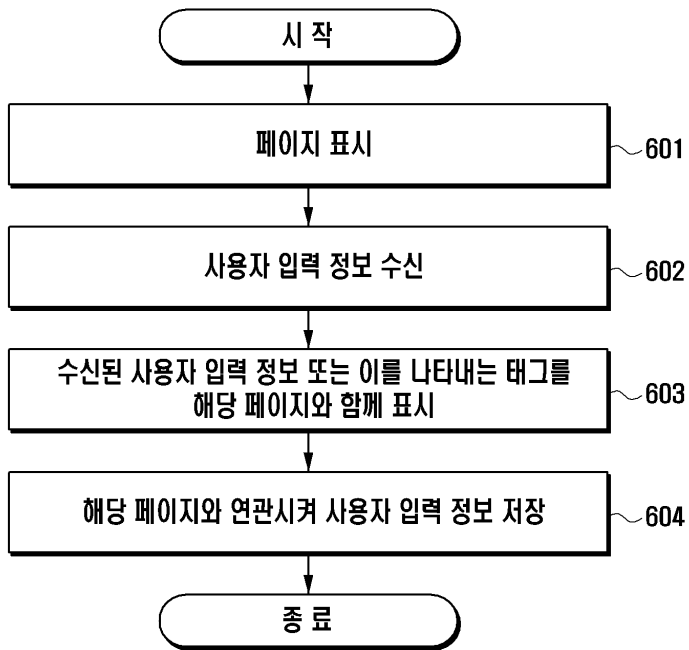 시 작
페이지 표시
601
사용자 입력 정보 수신
602
수신된 사용자 입력 정보 또는 이를 나타내는 태그를
해당 페이지와 함께 표시
603
해당 페이지와 연관시켜 사용자 입력 정보 저장
604
종 료